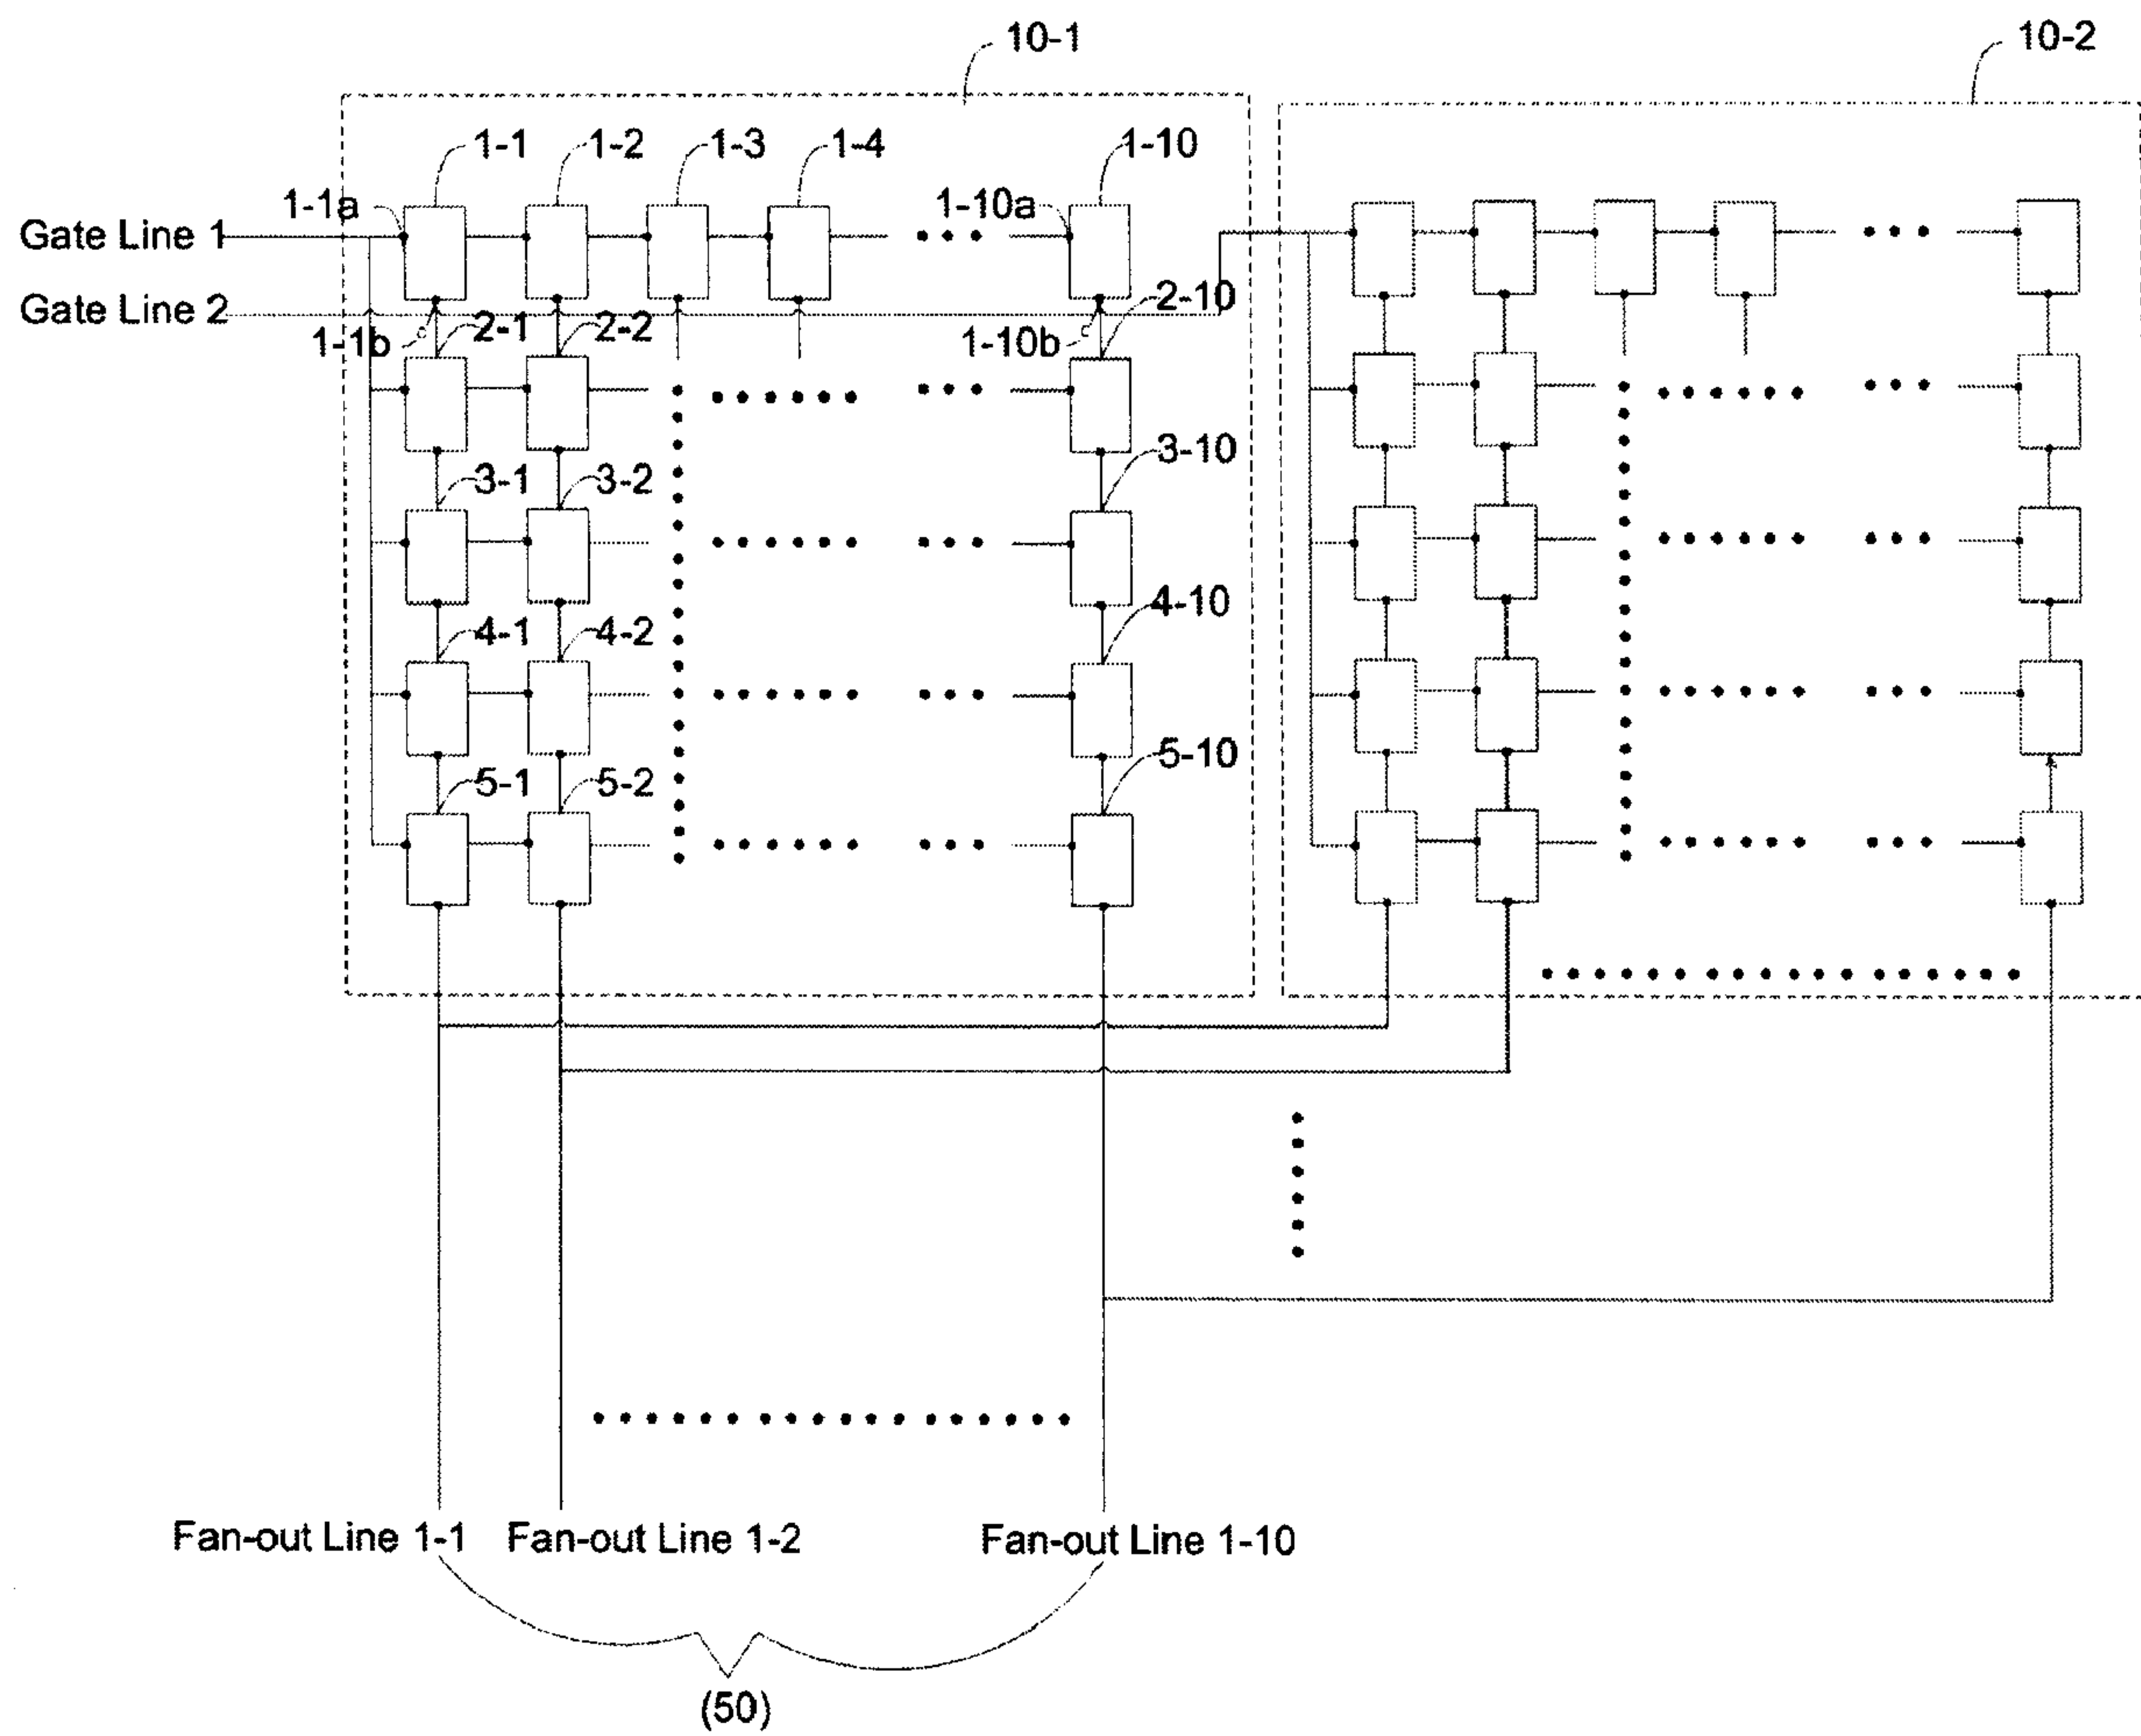 10-1 10-2
1-1 1-2 1-3 1-4 1-10
1-1a 1-10a
Gate Line 1
Gate Line 2
2-10
1-1b 2-1 2-2 1-10b
3-10
3-1 3-2
4-10
4-1 4-2
5-10
5-1 5-2
Fan-out Line 1-1 Fan-out Line 1-2 Fan-out Line 1-10
(50)